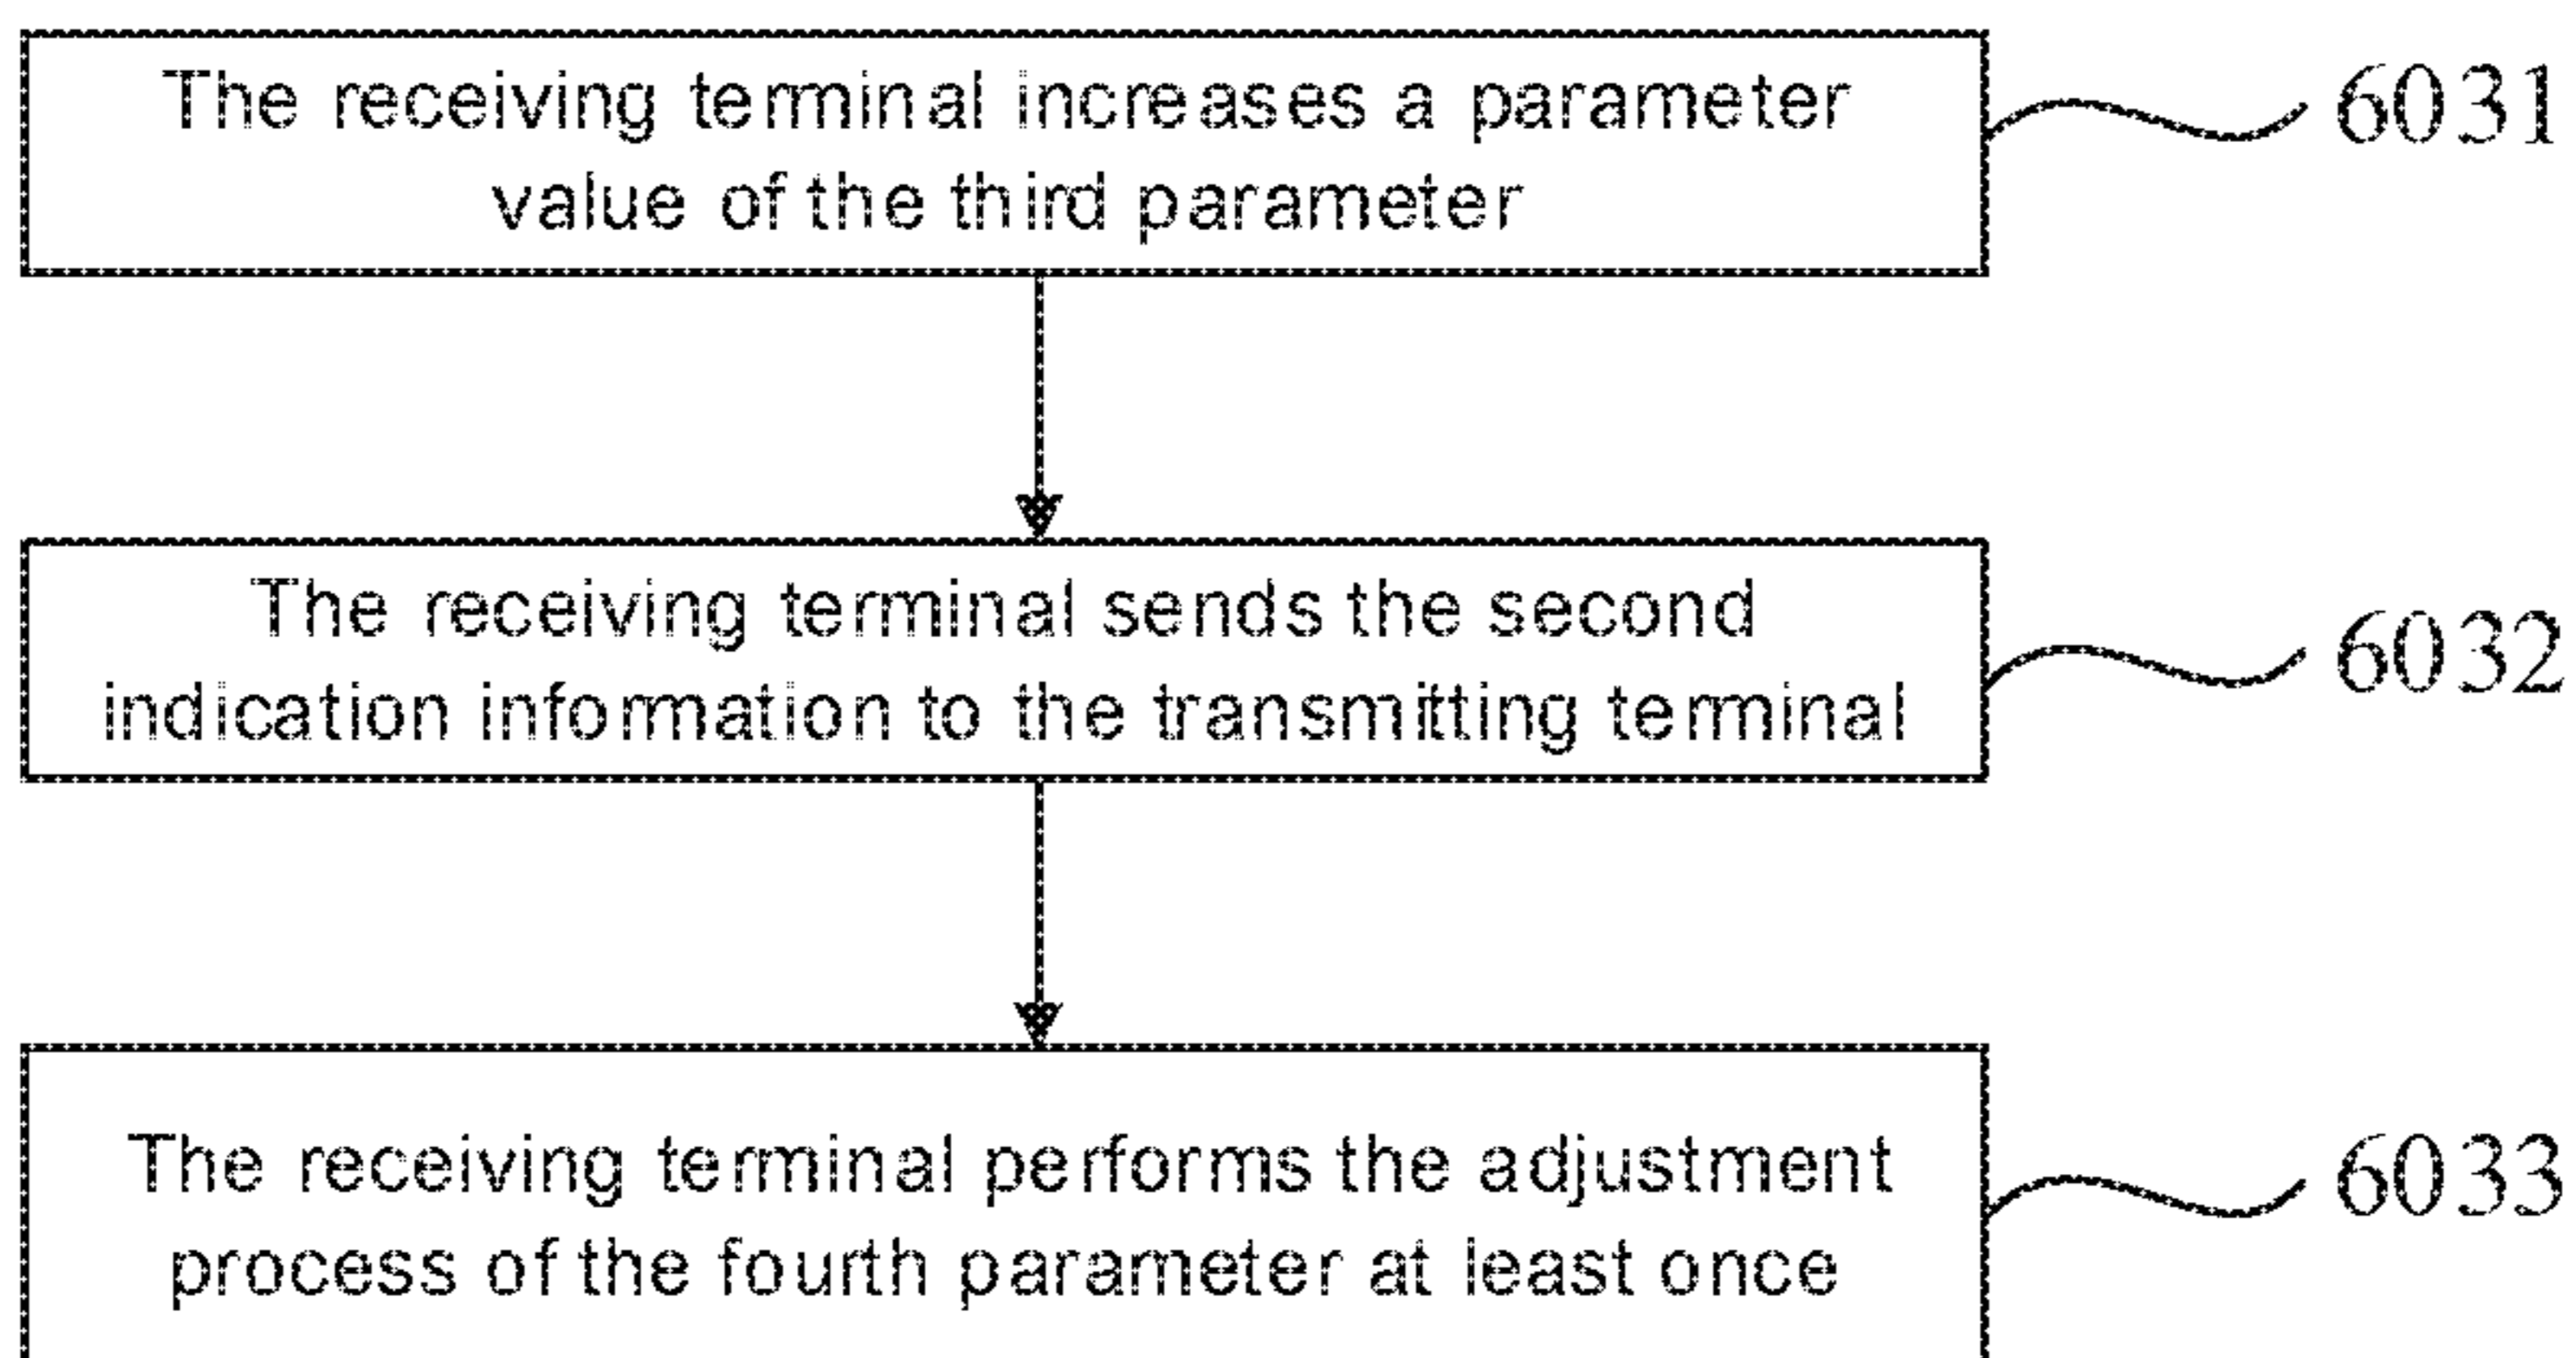 The receiving terminal increases a parameter
value of the third parameter
6031
The receiving terminal sends the second
indication information to the transmitting terminal
6032
The receiving terminal performs the adjustment
process of the fourth parameter at least once
6033